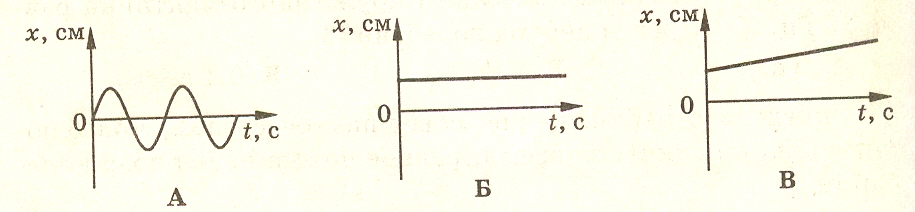 x, см
0
t, с
А
x, см
0
t, с
Б
x, см
0
t, с
В